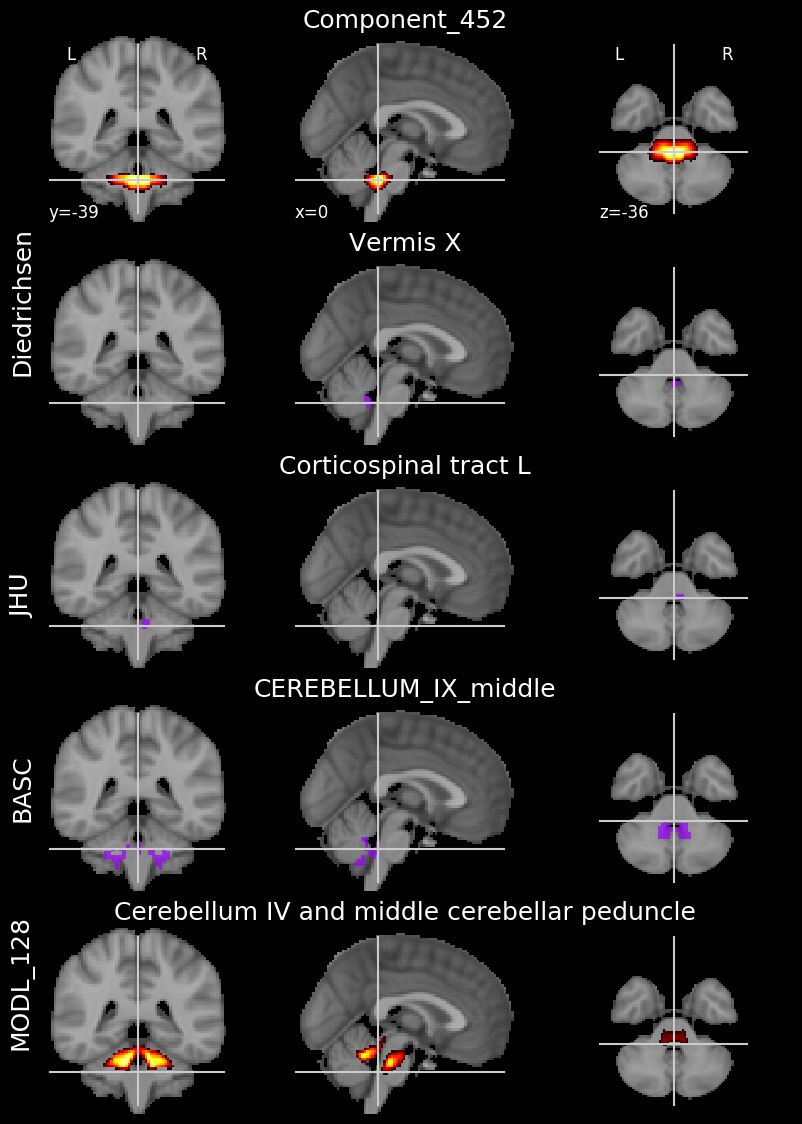 Component_452
L R L R
y=-39 x=0 z=-36
Diedrichsen
Vermis X
JHU
Corticospinal tract L
BASC
CEREBELLUM_IX_middle
MODL_128
Cerebellum IV and middle cerebellar peduncle